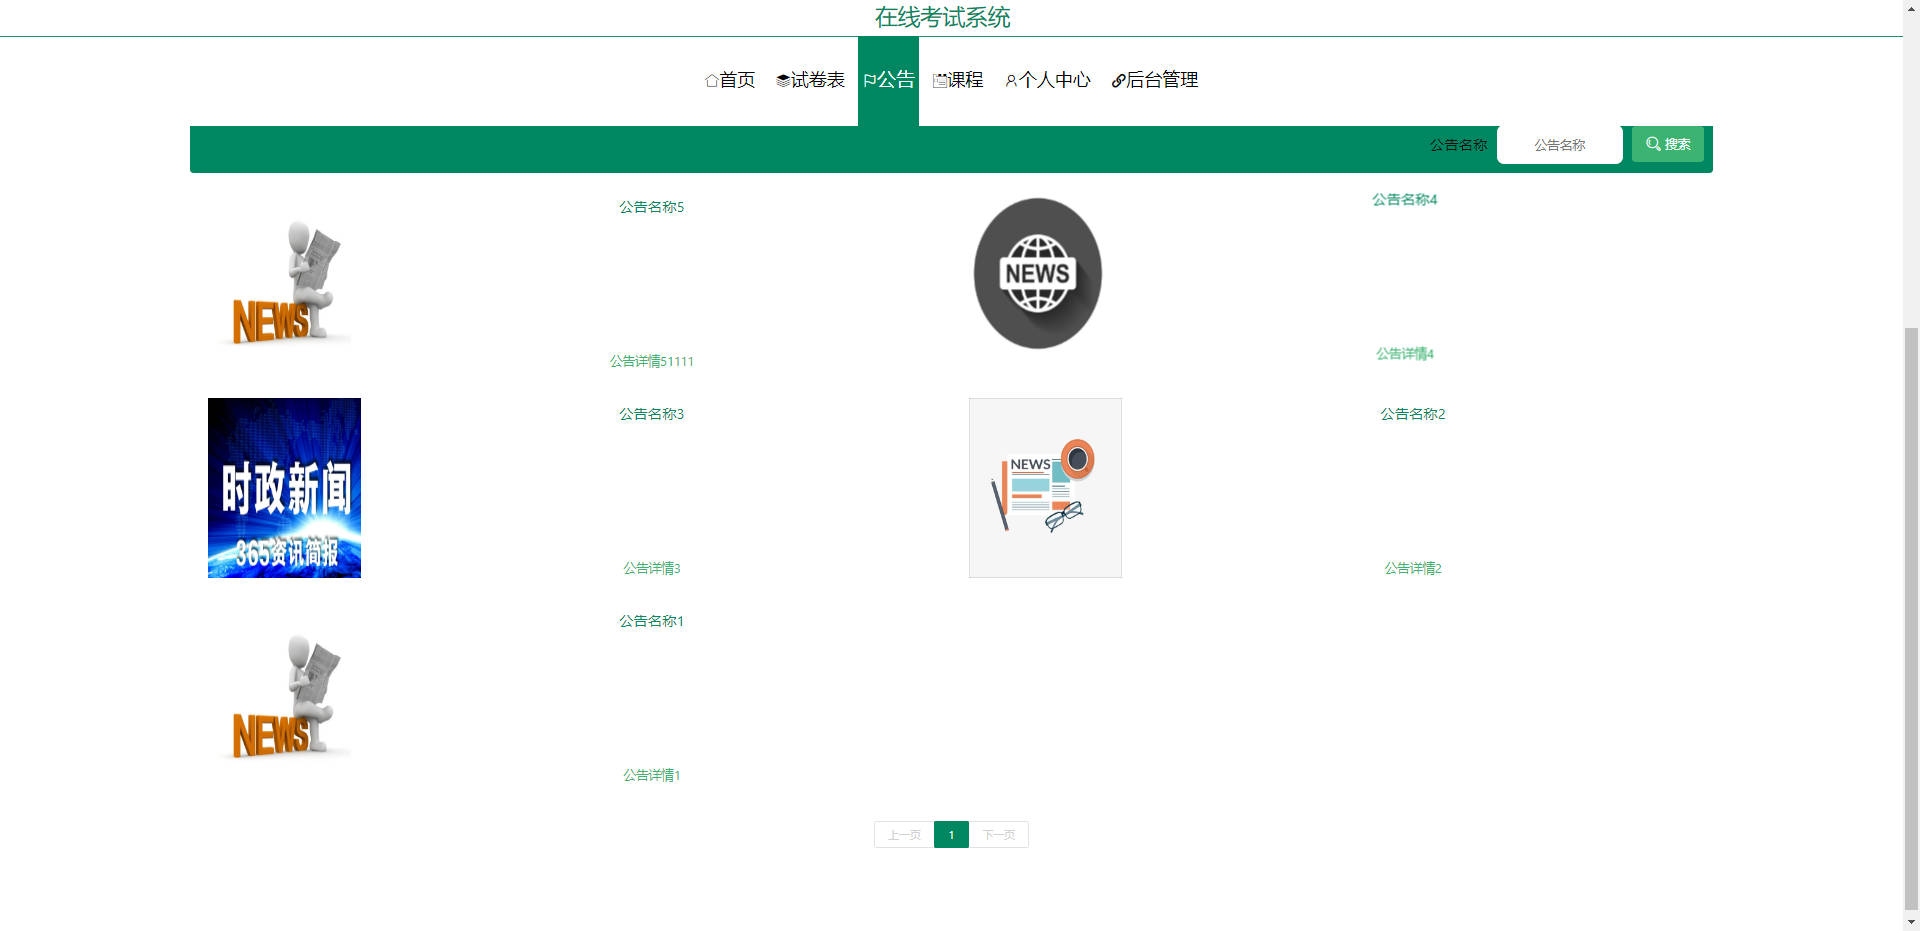 在线考试系统
首页 试卷表 公告 课程 个人中心 后台管理
公告名称 公告名称 搜索
公告名称5
NEWS
公告详情51111
公告名称4
NEWS
公告详情4
公告名称3
时政新闻
365资讯简报
公告详情3
公告名称2
NEWS
公告详情2
公告名称1
NEWS
公告详情1
上一页 1 下一页